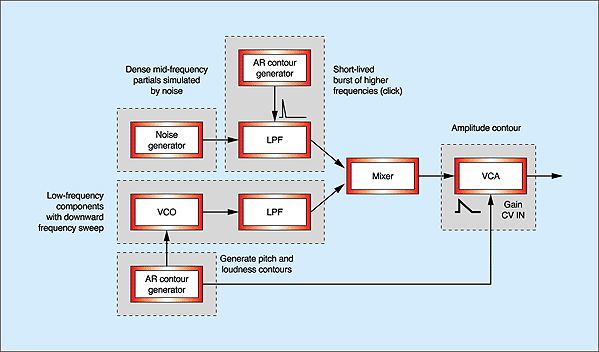 Dense mid-frequency
partials simulated
by noise
AR contour
generator
Short-lived
burst of higher
frequencies (click)
Noise
generator
LPF
Amplitude contour
Mixer
VCA
Gain
CV IN
Low-frequency
components
with downward
frequency sweep
VCO
LPF
Generate pitch and
loudness contours
AR contour
generator